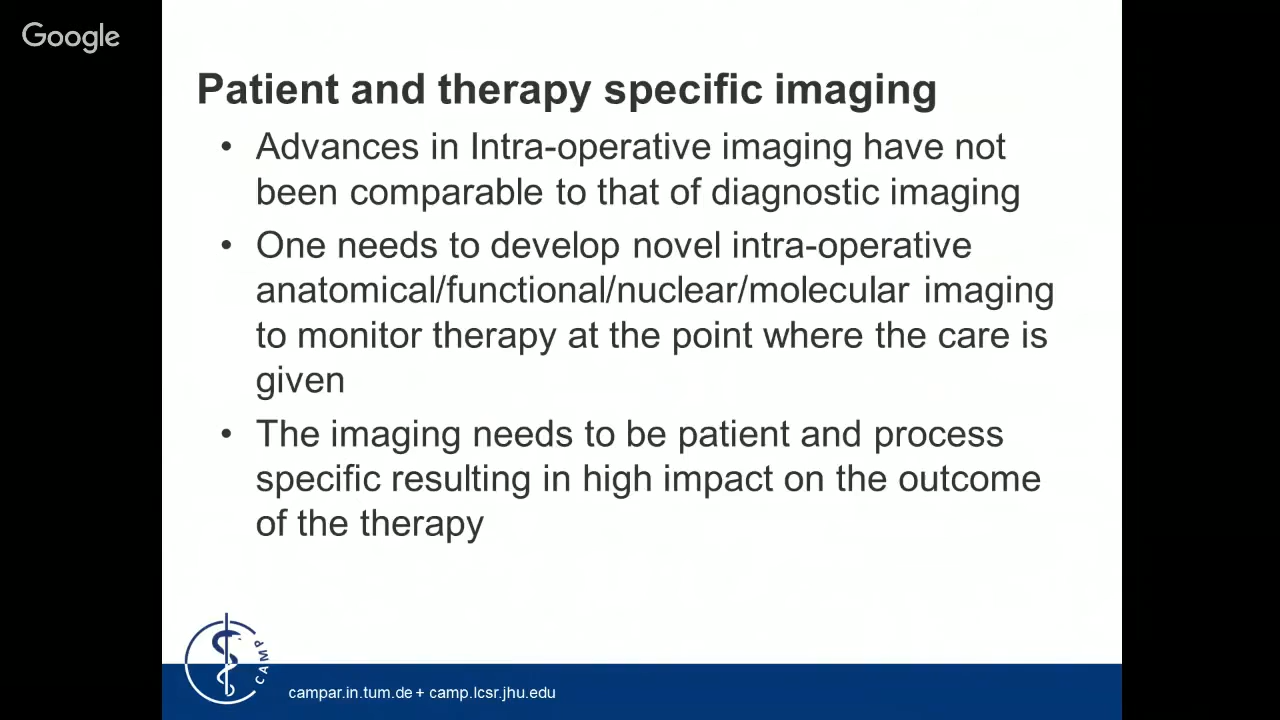 Google
Patient and therapy specific imaging
• Advances in Intra-operative imaging have not
been comparable to that of diagnostic imaging
• One needs to develop novel intra-operative
anatomical/functional/nuclear/molecular imaging
to monitor therapy at the point where the care is
given
• The imaging needs to be patient and process
specific resulting in high impact on the outcome
of the therapy
CAMP
campar.in.tum.de + camp.lcsr.jhu.edu